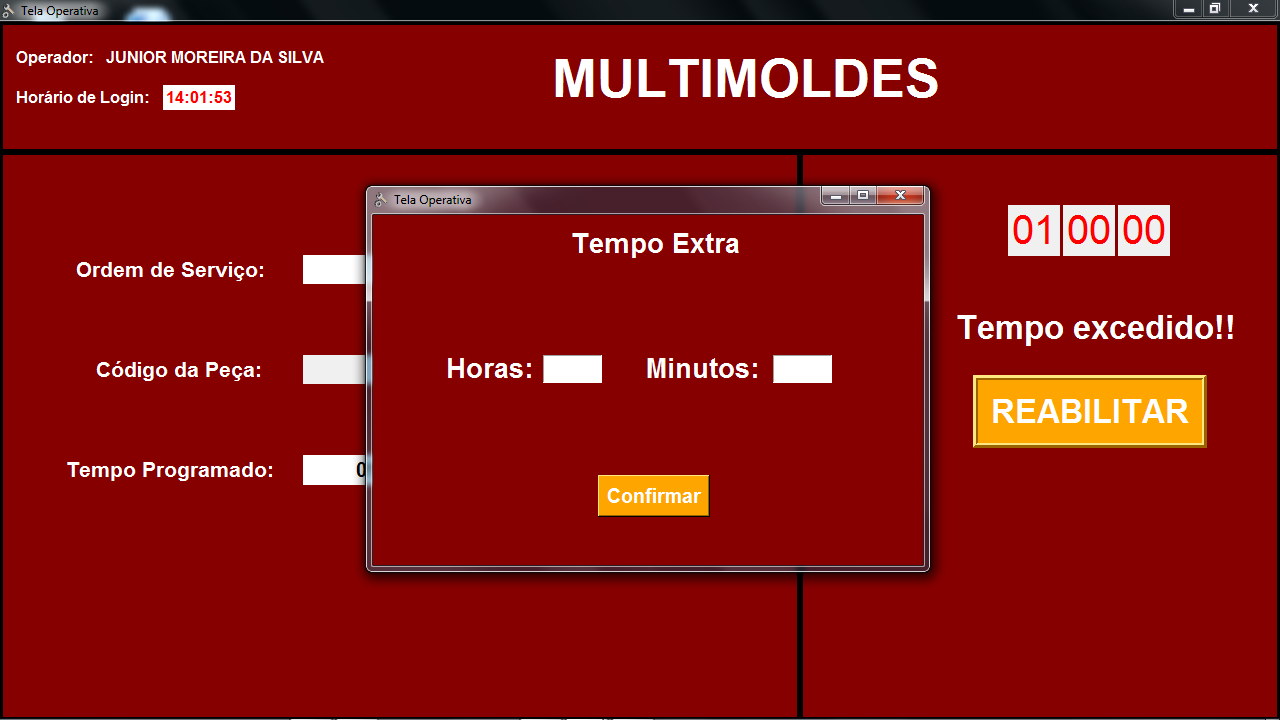 Tela Operativa
Operador: JUNIOR MOREIRA DA SILVA
Horário de Login: 14:01:53
MULTIMOLDES
Ordem de Serviço:
Código da Peça:
Tempo Programado: 0
Tela Operativa
Tempo Extra
Horas: Minutos:
Confirmar
01 00 00
Tempo excedido!!
REABILITAR